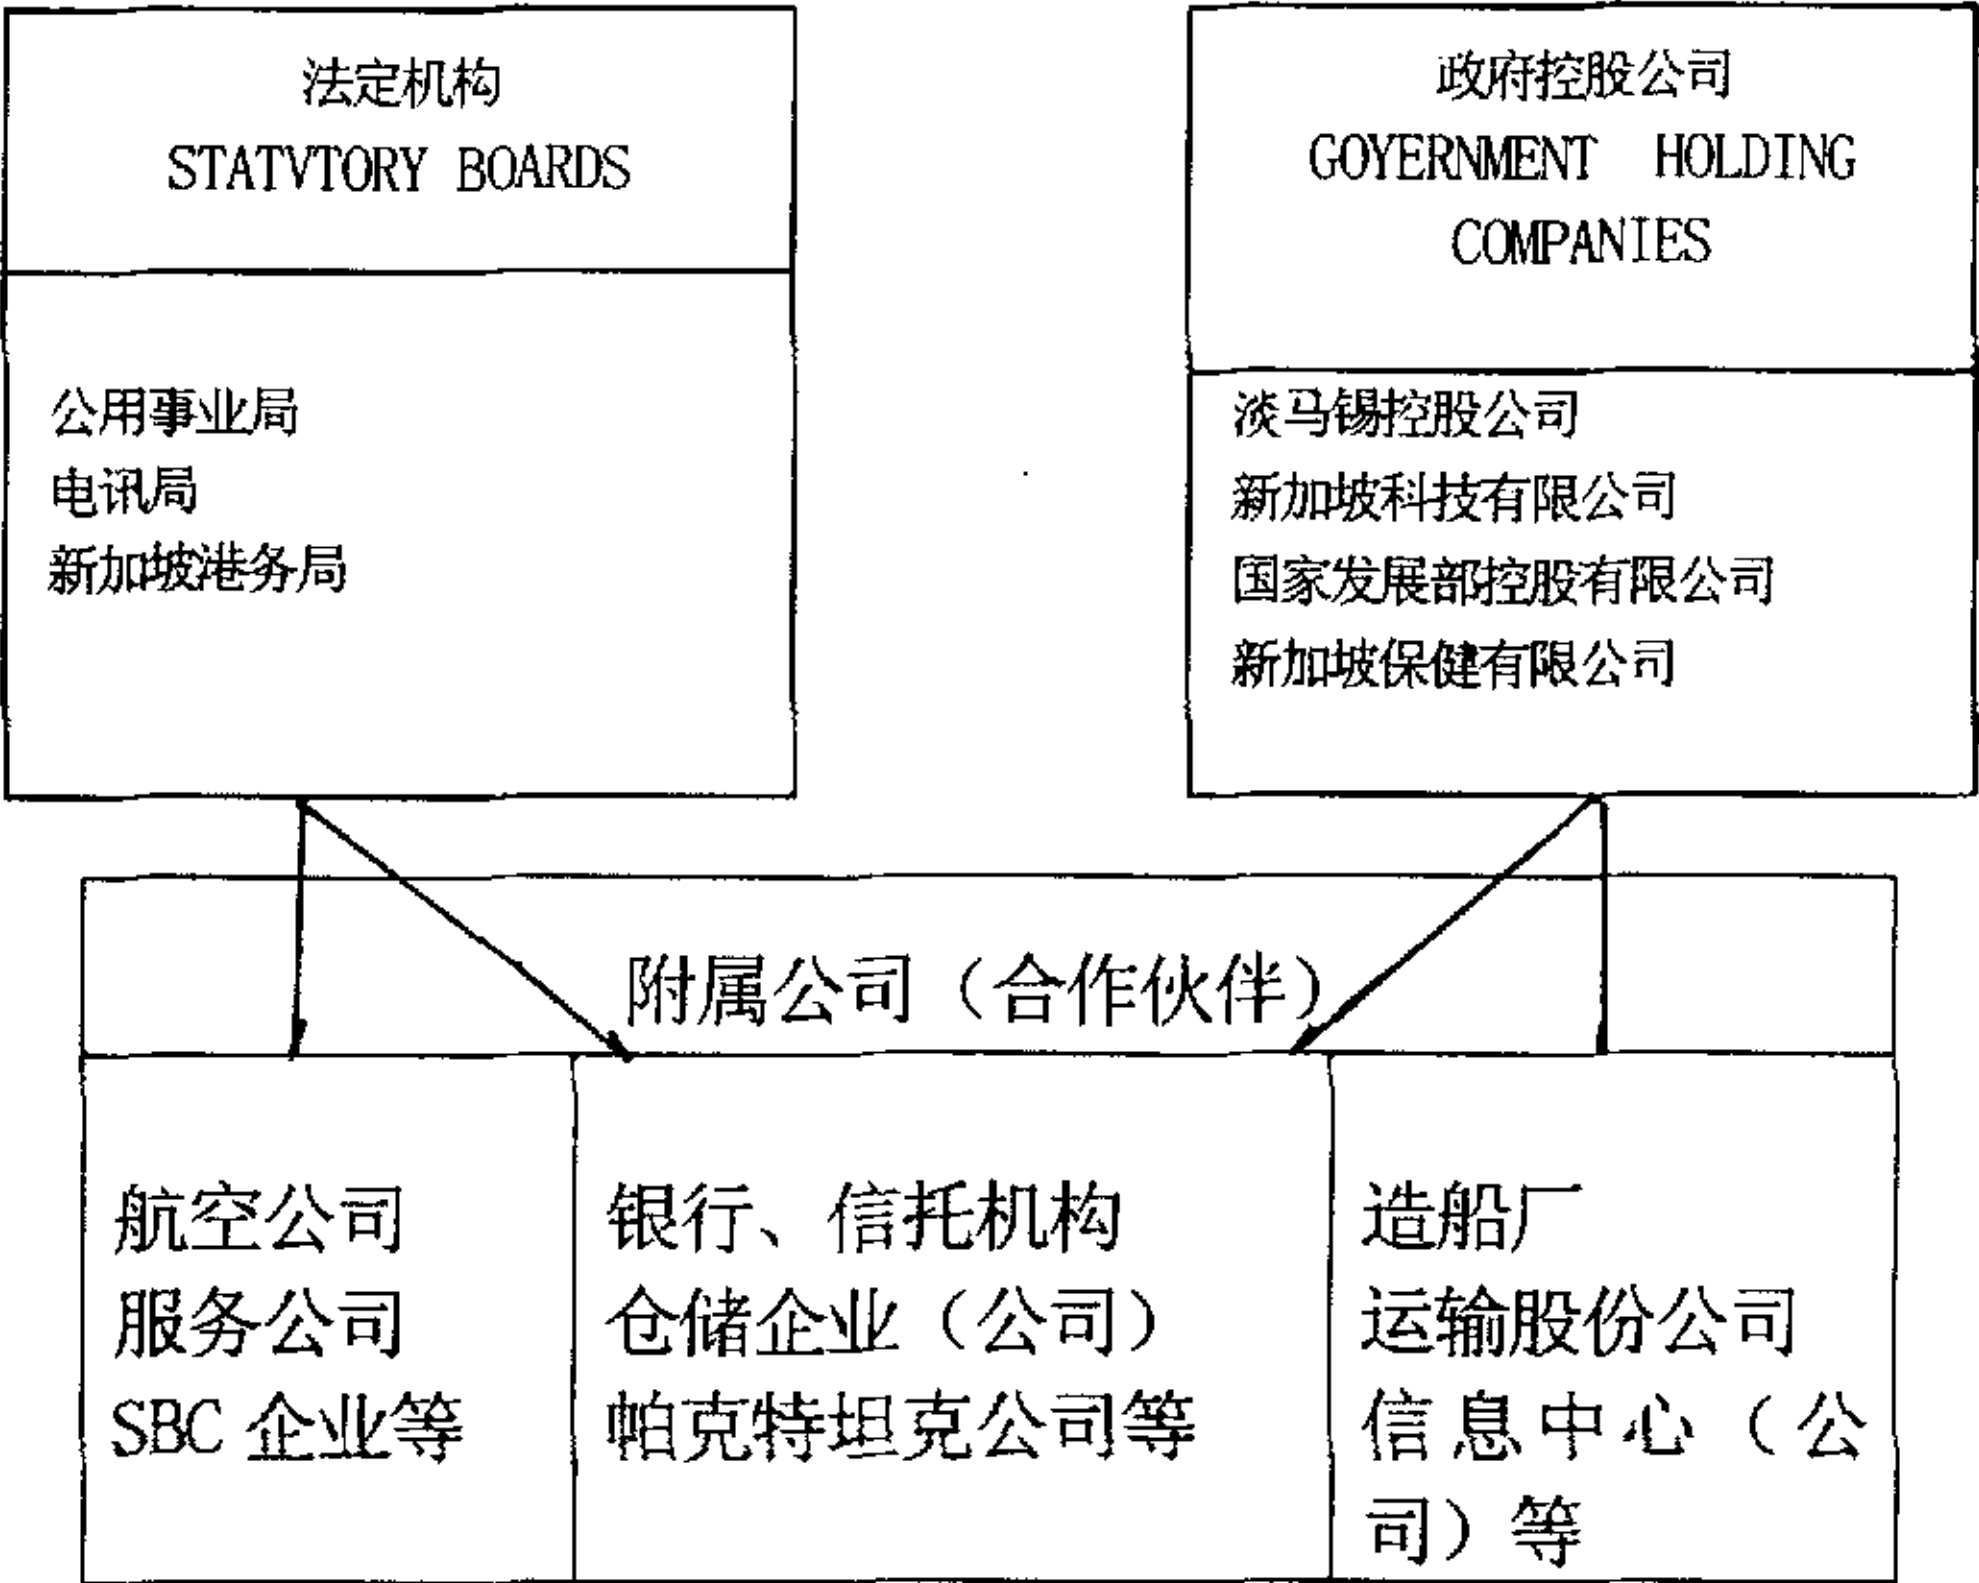 法定机构
STATVTORY BOARDS
公用事业局
电讯局
新加坡港务局
政府控股公司
GOYERNMENT HOLDING
COMPANIES
淡马锡控股公司
新加坡科技有限公司
国家发展部控股有限公司
新加坡保健有限公司
附属公司（合作伙伴）
航空公司
服务公司
SBC 企业等
银行、信托机构
仓储企业（公司）
帕克特坦克公司等
造船厂
运输股份公司
信息中心（公
司）等